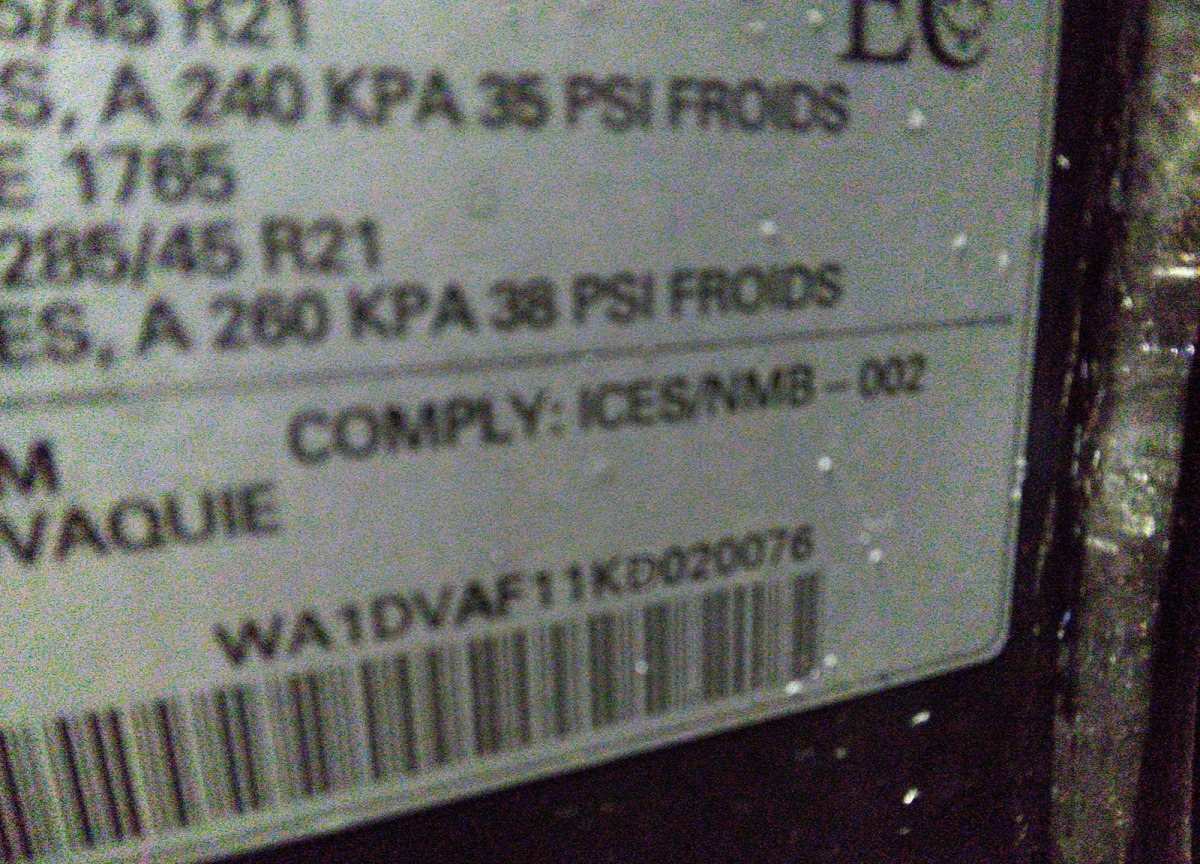 5/45 R21
EC
S, A 240 KPA 35 PSI FROIDS
E 1765
285/45 R21
ES, A 260 KPA 38 PSI FROIDS
M
COMPLY: ICES/NMB – 002
VAQUIE
WA1DVAF11KD020076